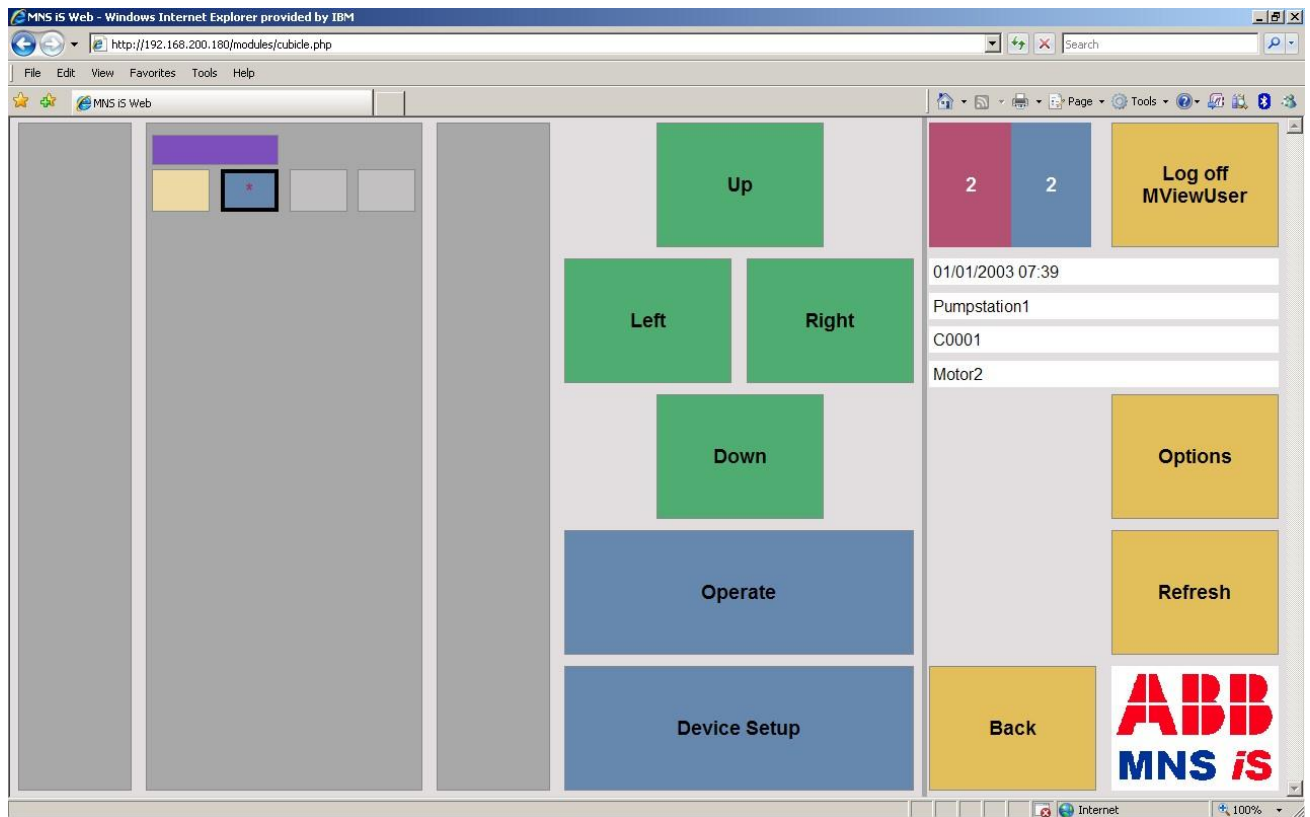 MNS iS Web - Windows Internet Explorer provided by IBM
http://192.168.200.180/modules/cubicle.php
Search
File Edit View Favorites Tools Help
MNS iS Web
Page Tools
*
Up
2 2
Log off
MViewUser
01/01/2003 07:39
Left Right
Pumpstation1
C0001
Motor2
Down
Options
Operate
Refresh
Device Setup
Back
ABB
MNS iS
Internet
100%